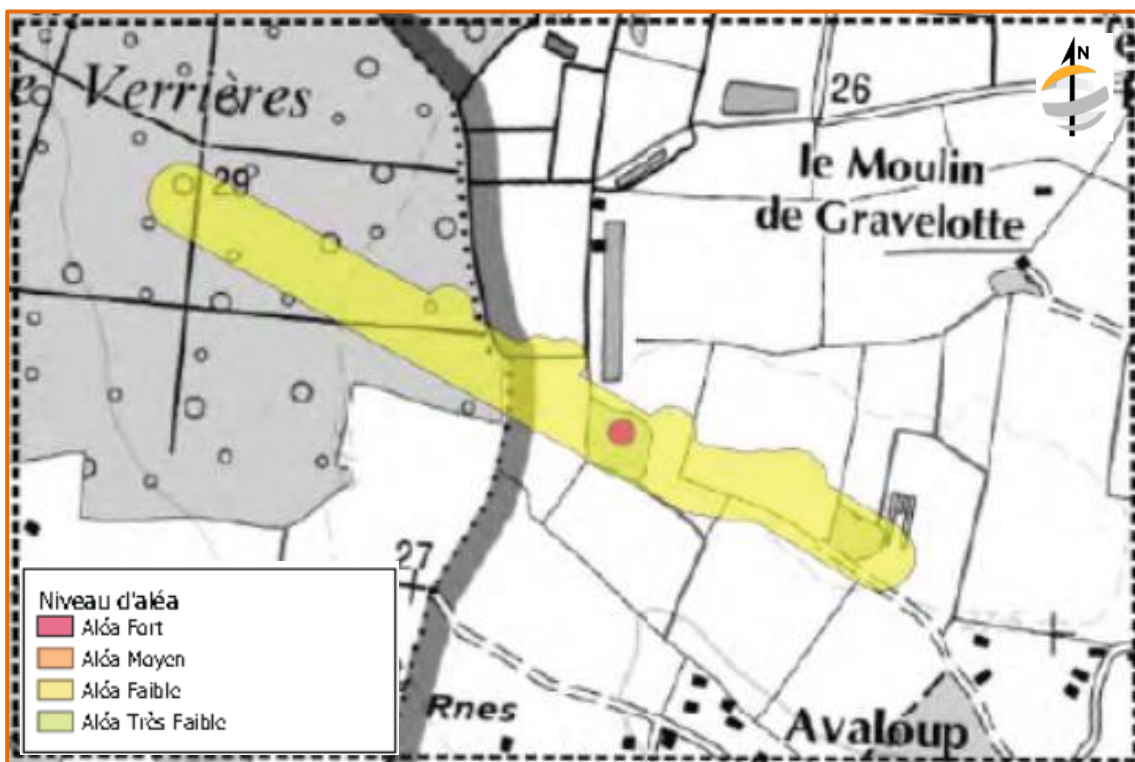 Verrières
29
26
N
le Moulin
de Gravelotte
27
Niveau d'aléa
Aléa Fort
Aléa Moyen
Aléa Faible
Aléa Très Faible
Rnes
Avaloup